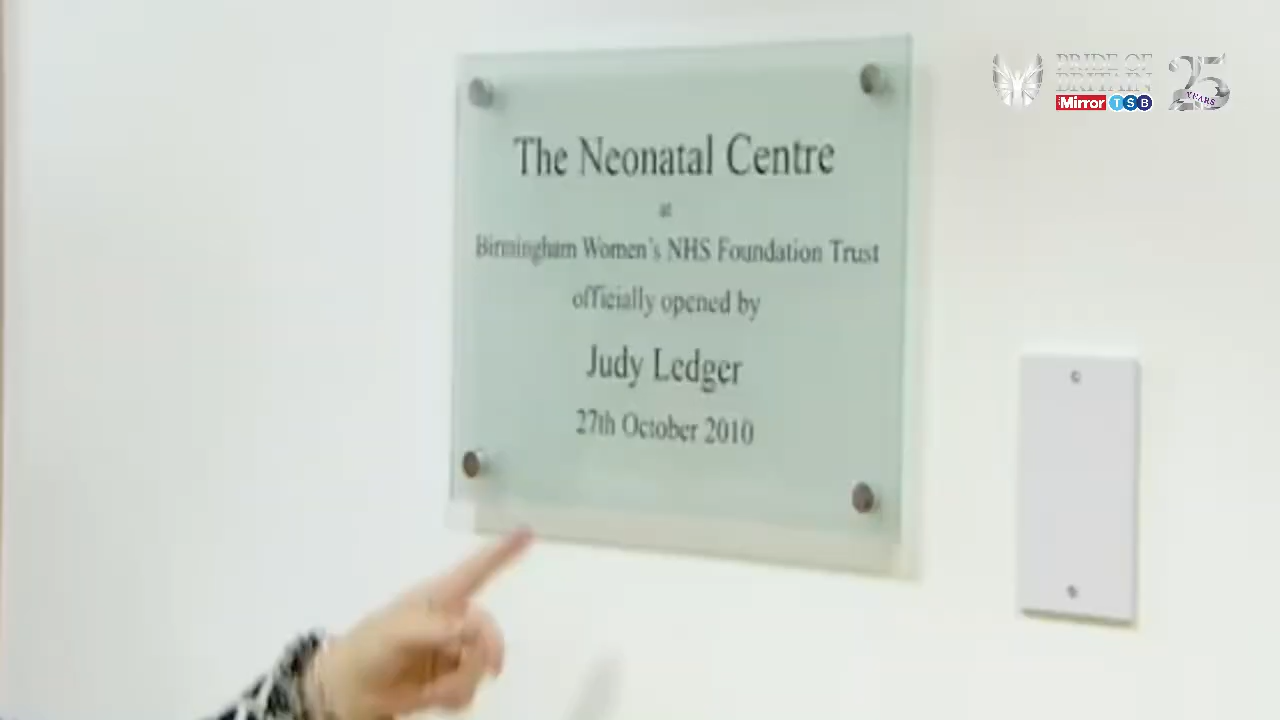 The Neonatal Centre
at
Birmingham Women's NHS Foundation Trust
officially opened by
Judy Ledger
27th October 2010
PRIDE OF
BRITAIN
Mirror TSB
25
YEARS